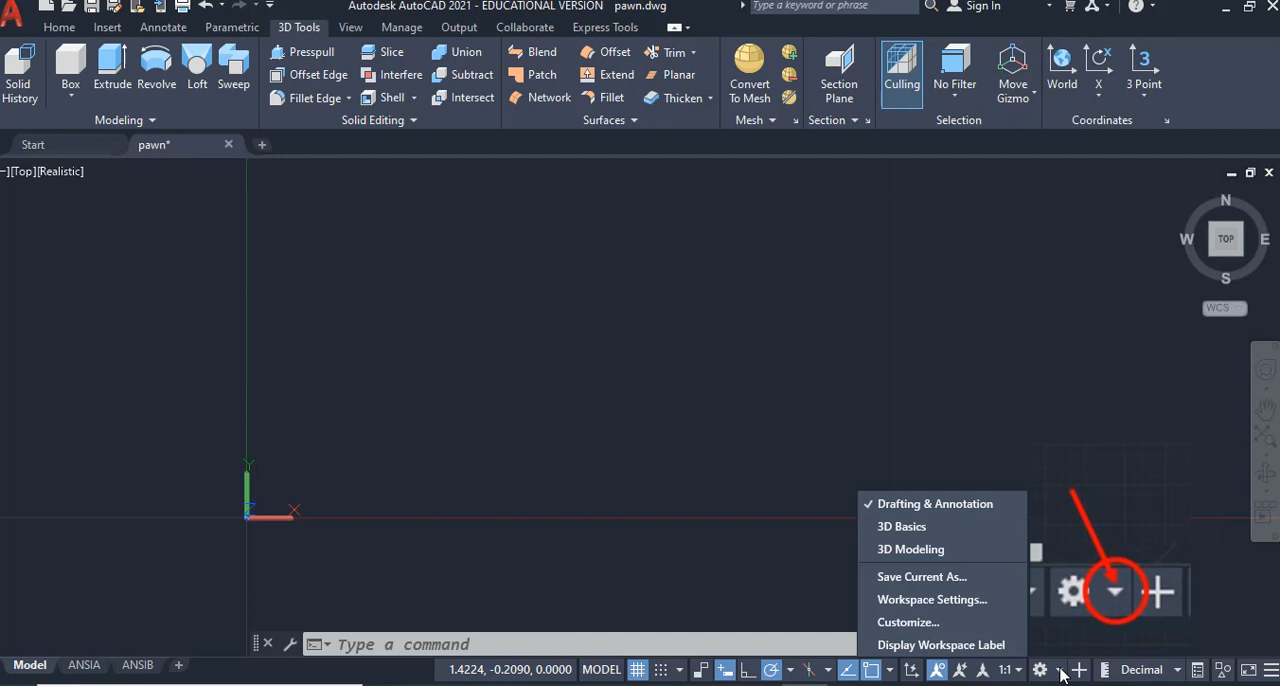 Autodesk AutoCAD 2021 - EDUCATIONAL VERSION pawn.dwg Type a keyword or phrase Sign In
Home Insert Annotate Parametric 3D Tools View Manage Output Collaborate Express Tools
Presspull Slice Union Blend Offset Trim
Offset Edge Interfere Subtract Patch Extend Planar
Solid History Box Extrude Revolve Loft Sweep Convert To Mesh Section Plane Culling No Filter Move Gizmo World X 3 Point
Fillet Edge Shell Intersect Network Fillet Thicken
Modeling Solid Editing Surfaces Mesh Section Selection Coordinates
Start pawn*
[Top][Realistic]
N
W TOP E
S
WCS
Y
Z X
Drafting & Annotation
3D Basics
3D Modeling
Save Current As...
Workspace Settings...
Customize...
Display Workspace Label
Type a command
Model ANSIA ANSIB 1.4224, -0.2090, 0.0000 MODEL 1:1 Decimal